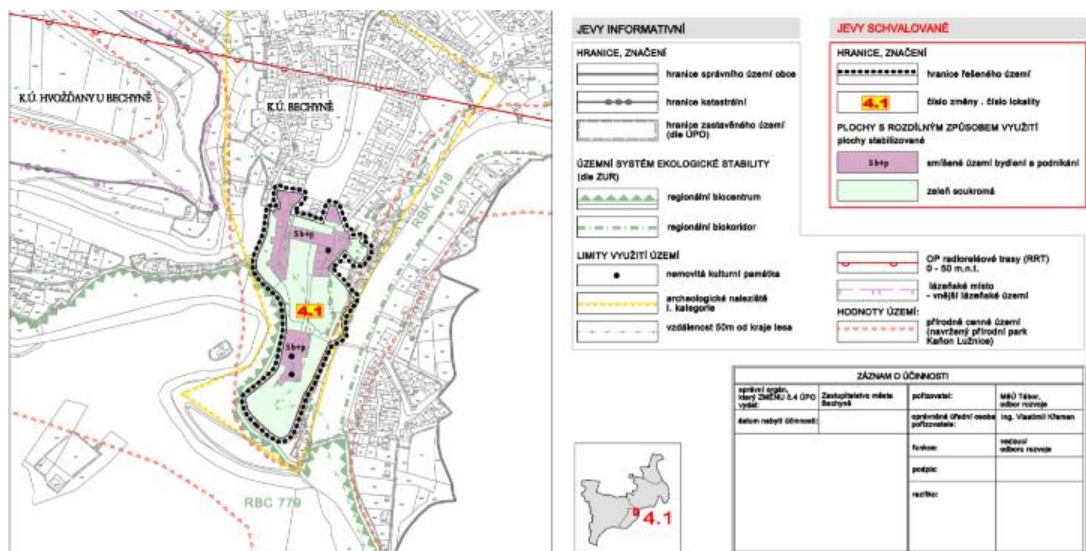 K.Ú. HVOŽĎANY U BECHYNĚ
K.Ú. BECHYNĚ
RBK 4018
Sb+p
4.1
Sb+p
RBC 779
JEVY INFORMATIVNÍ
HRANICE, ZNAČENÍ
hranice správního území obce
hranice katastrální
hranice zastavěného území
(dle ÚPO)
ÚZEMNÍ SYSTÉM EKOLOGICKÉ STABILITY
(dle ZUR)
regionální biocentrum
regionální biokoridor
LIMITY VYUŽITÍ ÚZEMÍ
nemovitá kulturní památka
archeologické naleziště
I. kategorie
vzdálenost 50m od kraje lesa
JEVY SCHVALOVANÉ
HRANICE, ZNAČENÍ
hranice řešeného území
4.1
číslo změny . číslo lokality
PLOCHY S ROZDÍLNÝM ZPŮSOBEM VYUŽITÍ
plochy stabilizované
Sb+p
smíšené území bydlení a podnikání
zeleň soukromá
OP radioreléové trasy (RRT)
0 - 50 m.n.t.
lázeňské místo
- vnější lázeňské území
HODNOTY ÚZEMÍ:
přírodně cenné území
(navržený přírodní park
Kaňon Lužnice)
4.1
ZÁZNAM O ÚČINNOSTI
správní orgán,
který ZMĚNU č.4 ÚPO
vydal:
Zastupitelstvo města
Bechyně
datum nabytí účinnosti:
pořizovatel:
MěÚ Tábor,
odbor rozvoje
oprávněná úřední osoba
pořizovatele:
Ing. Vlastimil Křeman
funkce:
vedoucí
odboru rozvoje
podpis:
razítko: